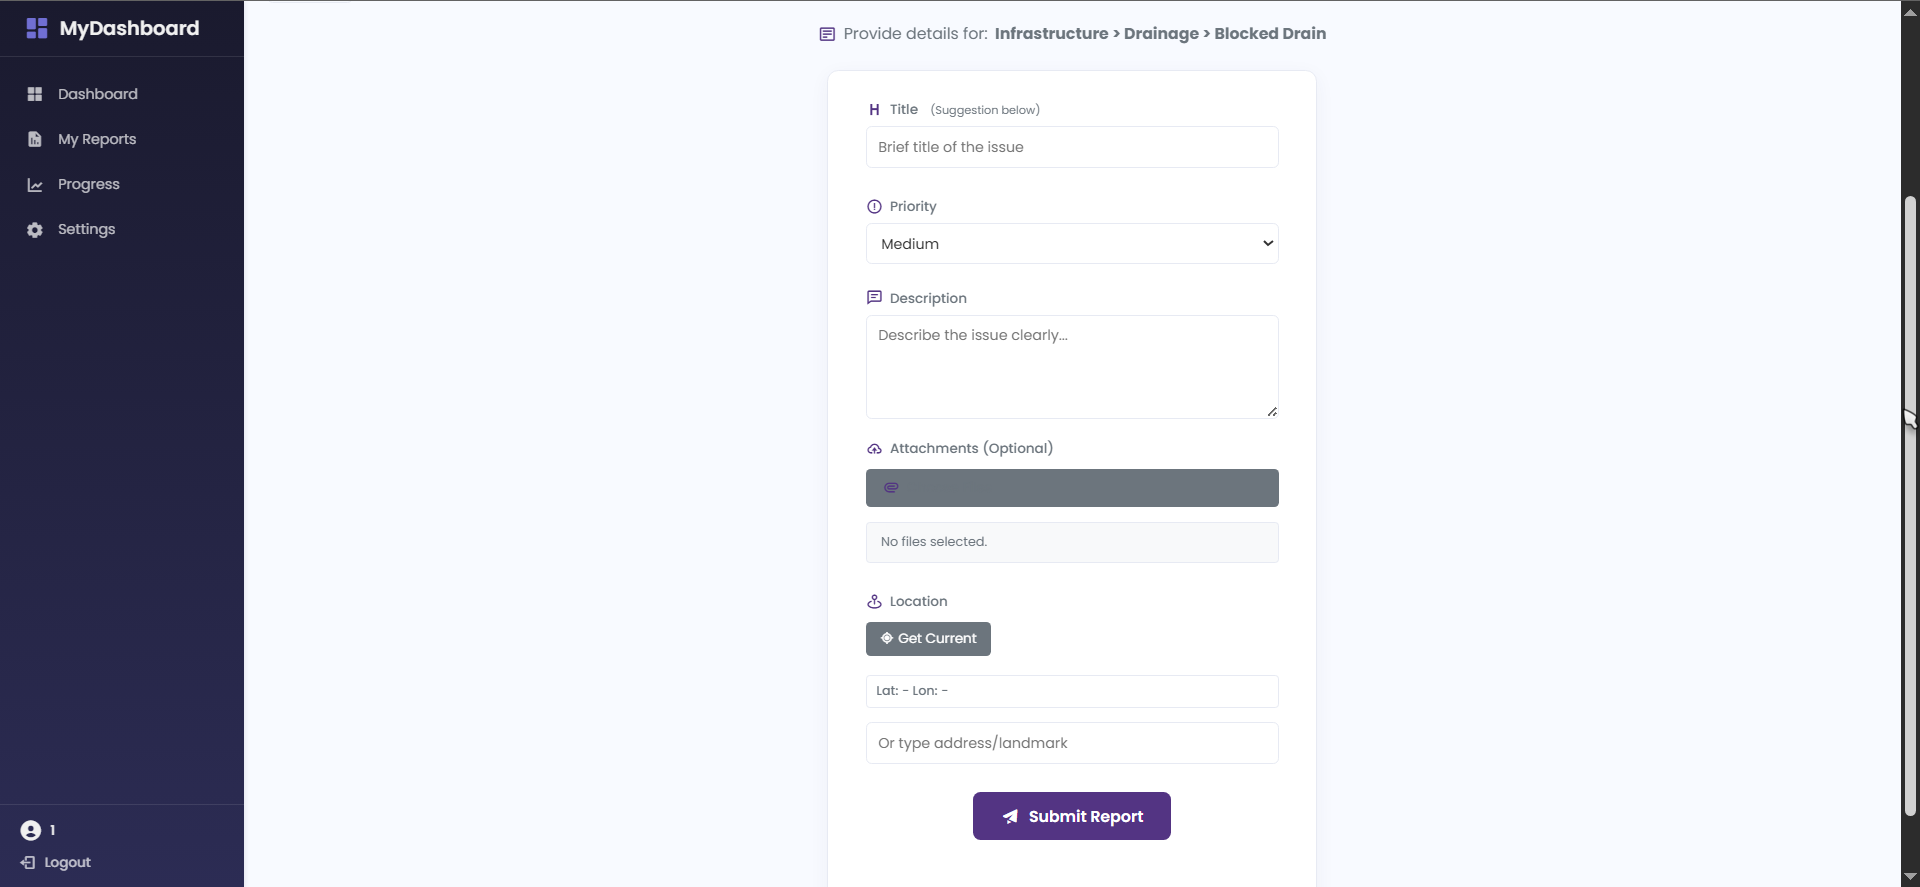 MyDashboard
Dashboard
My Reports
Progress
Settings
1
Logout
Provide details for: Infrastructure > Drainage > Blocked Drain
H Title (Suggestion below)
Brief title of the issue
Priority
Medium
Description
Describe the issue clearly...
Attachments (Optional)
No files selected.
Location
Get Current
Lat: - Lon: -
Or type address/landmark
Submit Report